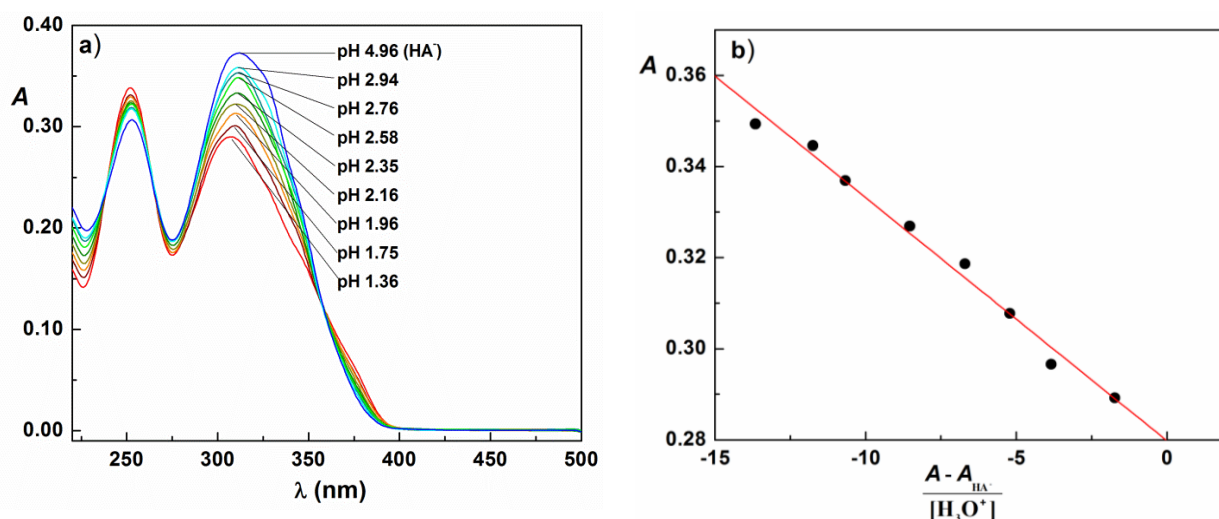 a)
A
0.40
0.30
0.20
0.10
0.00
pH 4.96 (HA⁻)
pH 2.94
pH 2.76
pH 2.58
pH 2.35
pH 2.16
pH 1.96
pH 1.75
pH 1.36
250 300 350 400 450 500
λ (nm)
b)
A
0.36
0.34
0.32
0.30
0.28
-15 -10 -5 0
A - A_HA⁻
[H₃O⁺]